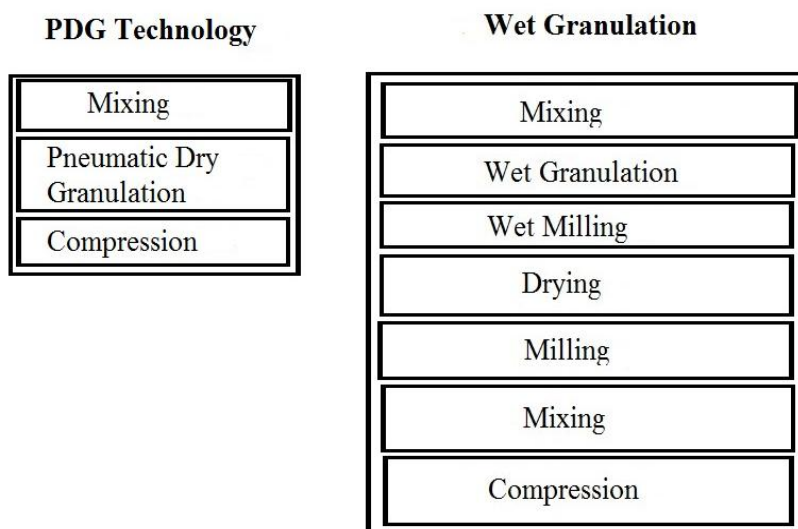 PDG Technology
Mixing
Pneumatic Dry
Granulation
Compression
Wet Granulation
Mixing
Wet Granulation
Wet Milling
Drying
Milling
Mixing
Compression